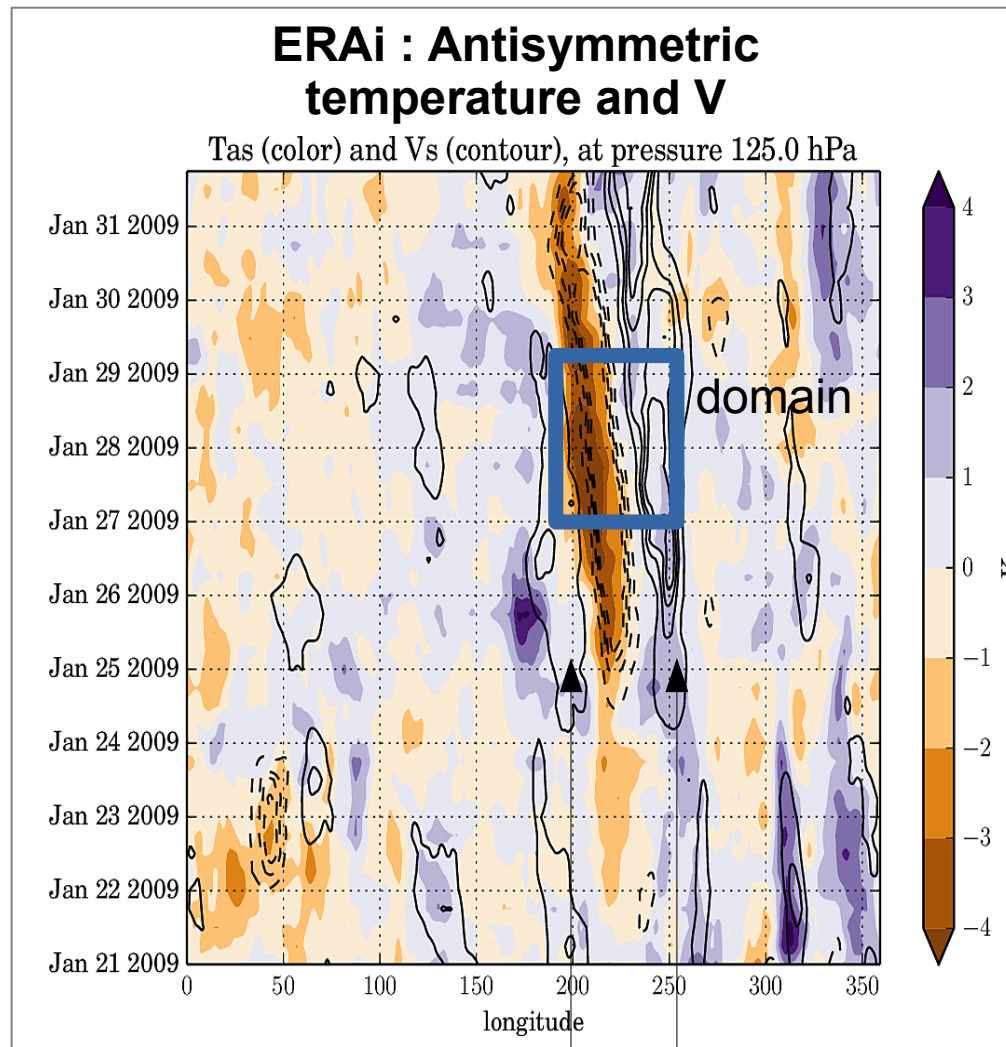 ERAi : Antisymmetric
temperature and V
Tas (color) and Vs (contour), at pressure 125.0 hPa
Jan 31 2009
Jan 30 2009
Jan 29 2009
Jan 28 2009
Jan 27 2009
Jan 26 2009
Jan 25 2009
Jan 24 2009
Jan 23 2009
Jan 22 2009
Jan 21 2009
domain
0 50 100 150 200 250 300 350
longitude
4
3
2
1
0
−1
−2
−3
−4